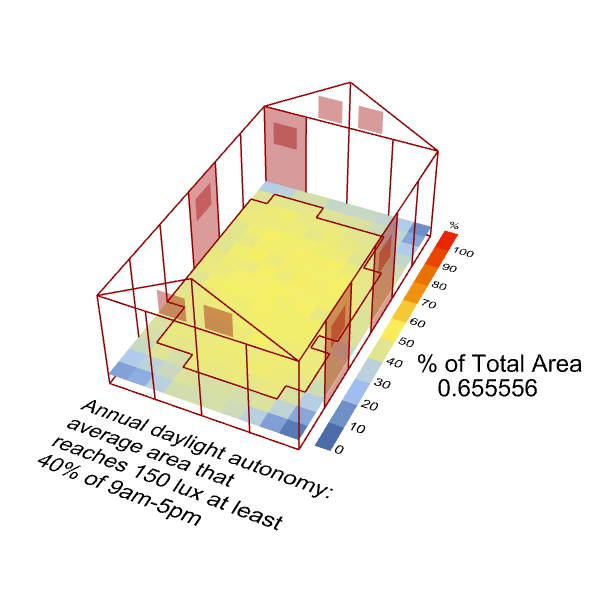 %
100
90
80
70
60
50
40
30
20
10
0
% of Total Area
0.655556
Annual daylight autonomy:
average area that
reaches 150 lux at least
40% of 9am-5pm